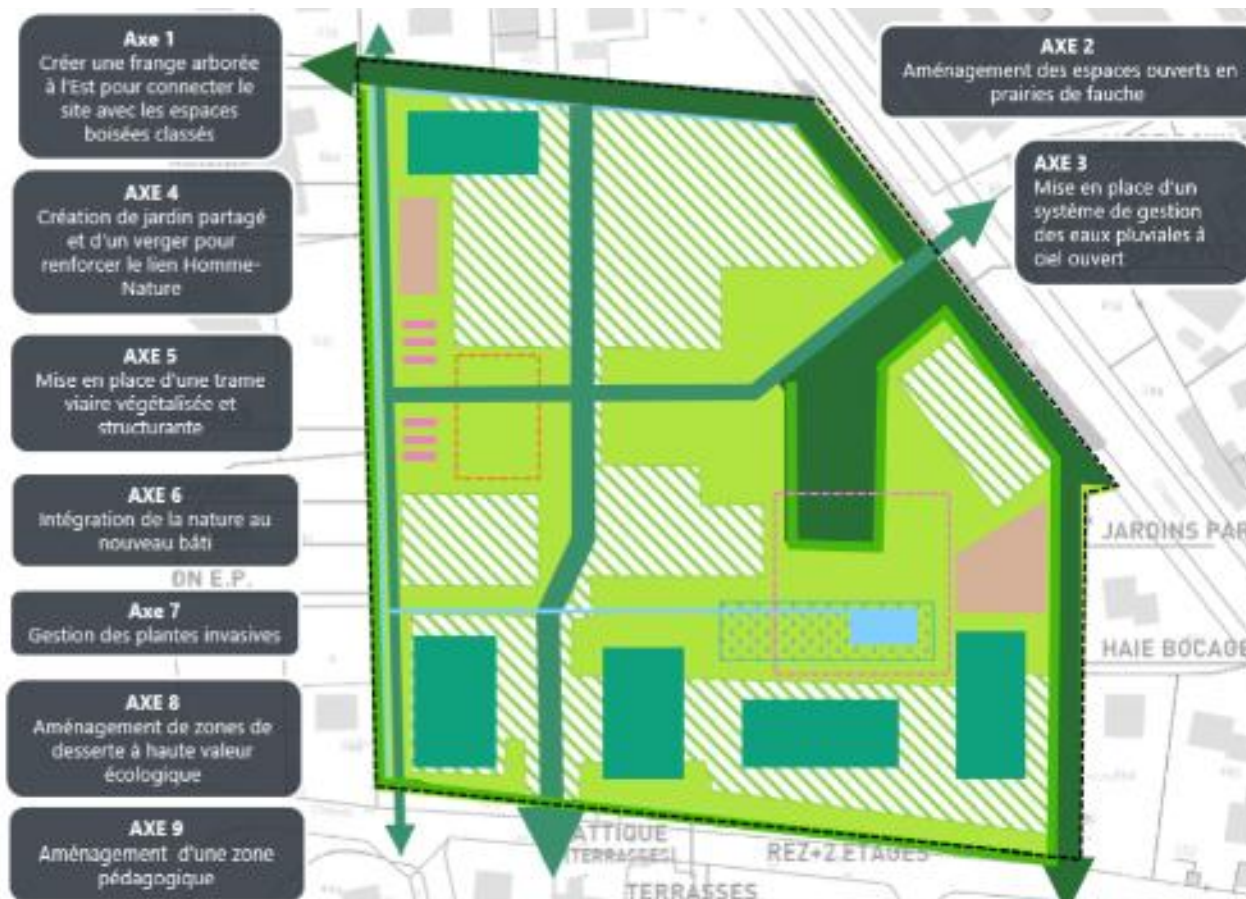 Axe 1
Créer une frange arborée
à l'Est pour connecter le
site avec les espaces
boisées classés
AXE 2
Aménagement des espaces ouverts en
prairies de fauche
AXE 3
Mise en place d'un
système de gestion
des eaux pluviales à
ciel ouvert
AXE 4
Création de jardin partagé
et d'un verger pour
renforcer le lien Homme-
Nature
AXE 5
Mise en place d'une trame
viaire végétalisée et
structurante
AXE 6
Intégration de la nature au
nouveau bâti
ON E.P.
Axe 7
Gestion des plantes invasives
AXE 8
Aménagement de zones de
desserte à haute valeur
écologique
AXE 9
Aménagement d'une zone
pédagogique
JARDINS PAR
HAIE BOCAGE
ATTIQUE
(TERRASSES)
REZ+2 ETAGES
TERRASSES